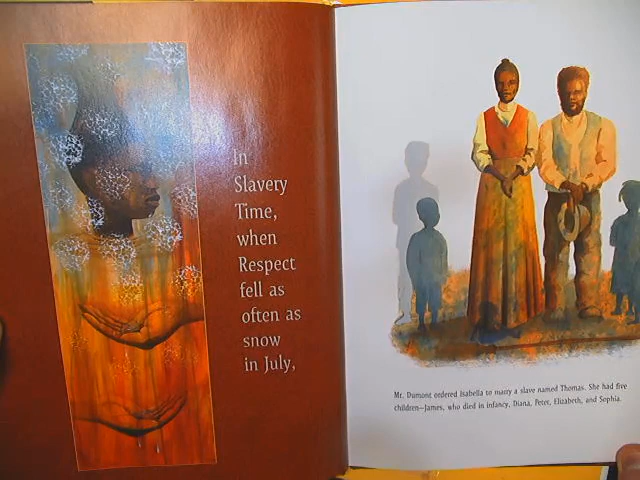 In
Slavery
Time,
when
Respect
fell as
often as
snow
in July,
Mr. Dumont ordered Isabella to marry a slave named Thomas. She had five
children—James, who died in infancy, Diana, Peter, Elizabeth, and Sophia.